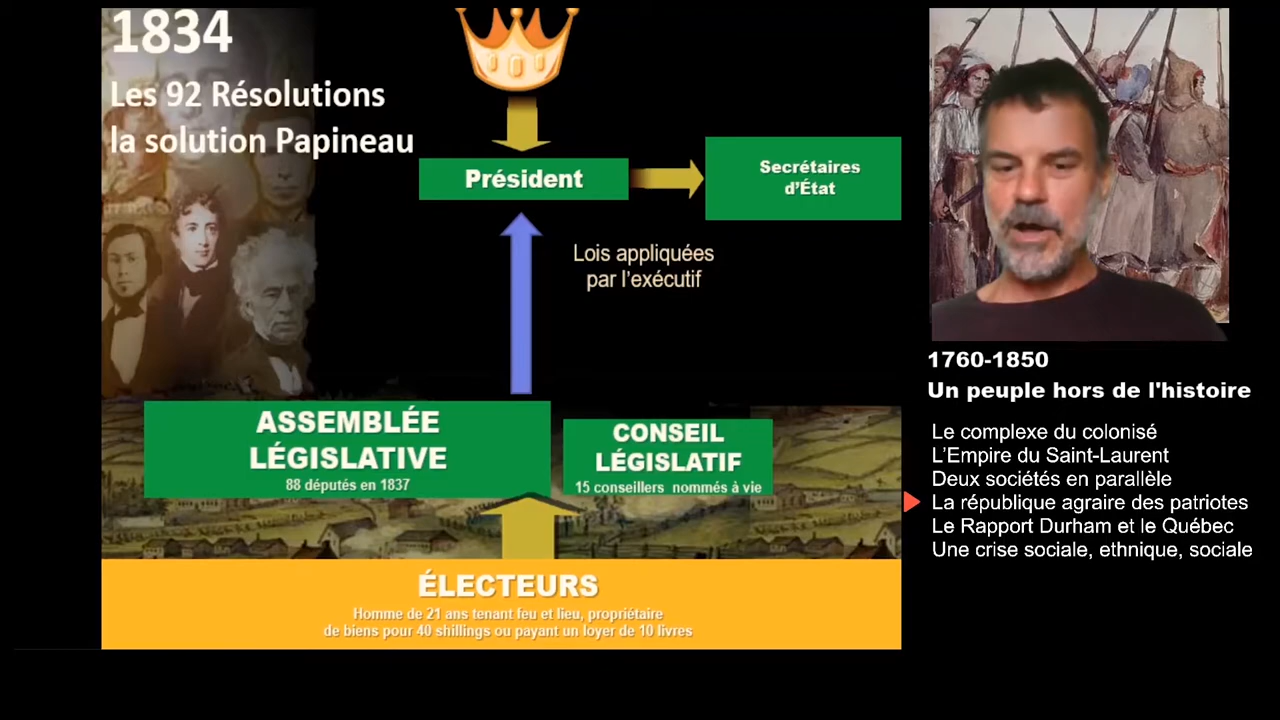 1834
Les 92 Résolutions
la solution Papineau
Président
Secrétaires
d'État
Lois appliquées
par l'exécutif
ASSEMBLÉE
LÉGISLATIVE
88 députés en 1837
CONSEIL
LÉGISLATIF
15 conseillers nommés à vie
ÉLECTEURS
Homme de 21 ans tenant feu et lieu, propriétaire
de biens pour 40 shillings ou payant un loyer de 10 livres
1760-1850
Un peuple hors de l'histoire
Le complexe du colonisé
L'Empire du Saint-Laurent
Deux sociétés en parallèle
La république agraire des patriotes
Le Rapport Durham et le Québec
Une crise sociale, ethnique, sociale